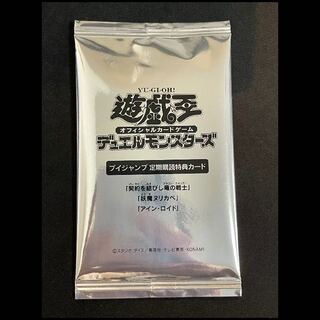 YU-GI-OH!
遊戯王
オフィシャルカードゲーム
デュエルモンスターズ
ブイジャンプ 定期購読特典カード
「契約を結びし竜の戦士」
「妖魔ヌリカベ」
「アイン・ロイド」
©スタジオ・ダイス/集英社・テレビ東京・KONAMI